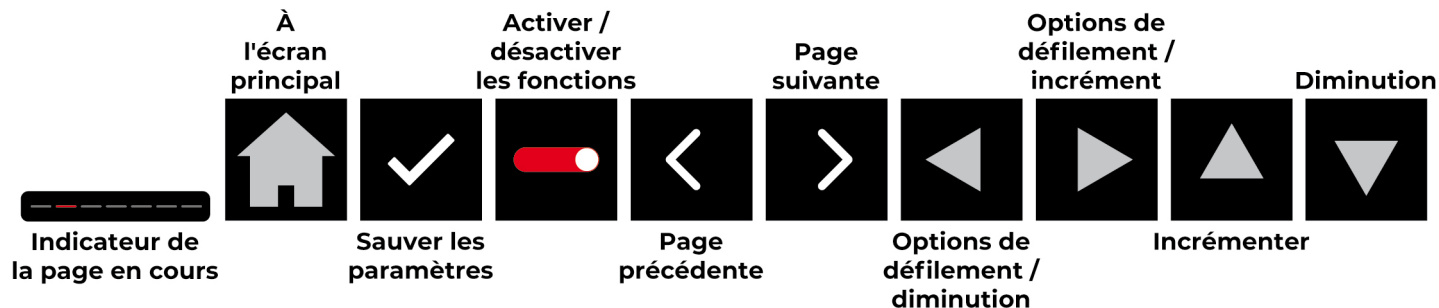 À
l'écran
principal
Activer /
désactiver
les fonctions
Page
suivante
Options de
défilement /
incrément
Diminution
Indicateur de
la page en cours
Sauver les
paramètres
Page
précédente
Options de
défilement /
diminution
Incrémenter